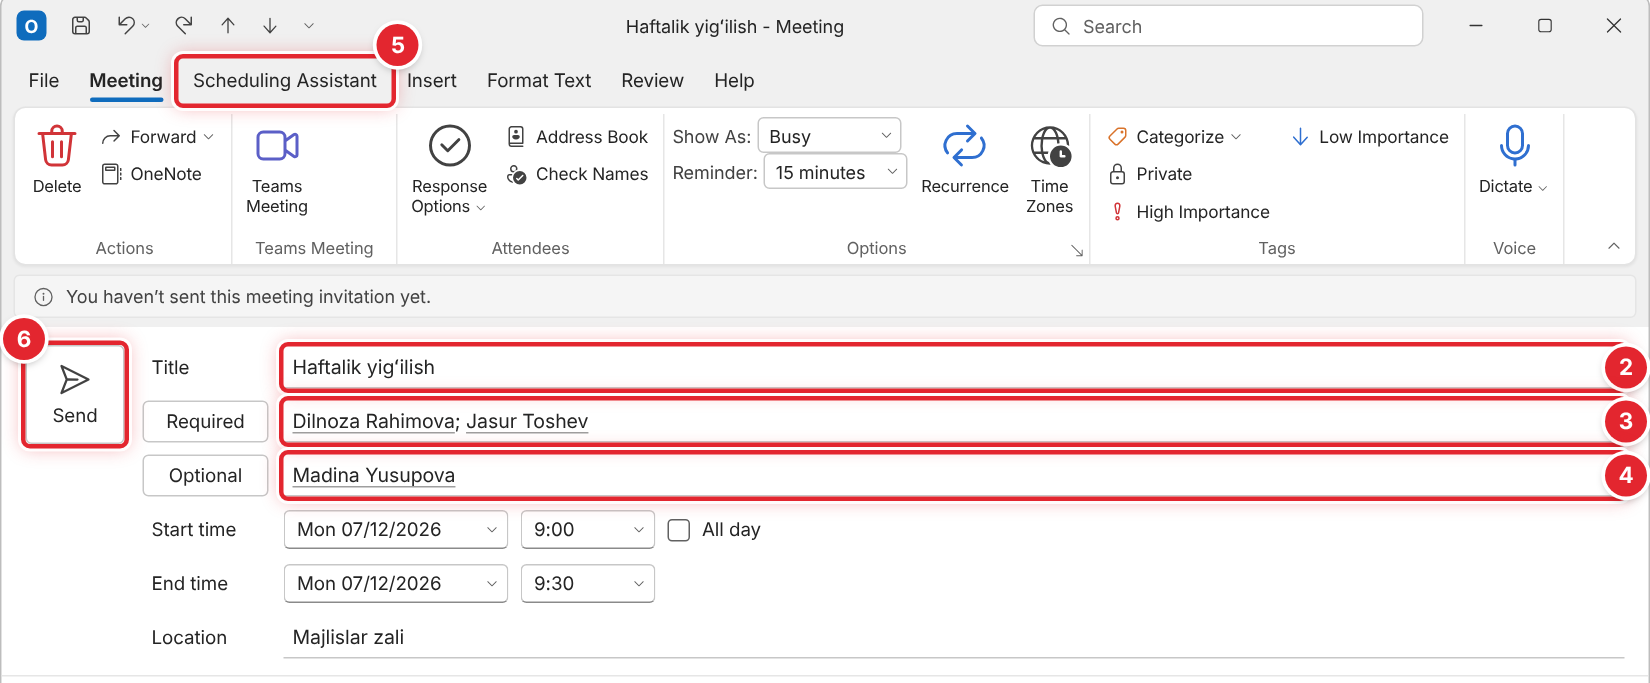 O
Haftalik yigʻilish - Meeting
Search
5
File Meeting Scheduling Assistant Insert Format Text Review Help
Delete
Forward
OneNote
Actions
Teams Meeting
Teams Meeting
Response Options
Address Book
Check Names
Attendees
Show As: Busy
Reminder: 15 minutes
Recurrence
Time Zones
Options
Categorize
Private
High Importance
Low Importance
Tags
Dictate
Voice
You haven’t sent this meeting invitation yet.
6
Send
Title Haftalik yigʻilish 2
Required Dilnoza Rahimova; Jasur Toshev 3
Optional Madina Yusupova 4
Start time Mon 07/12/2026 9:00 All day
End time Mon 07/12/2026 9:30
Location Majlislar zali